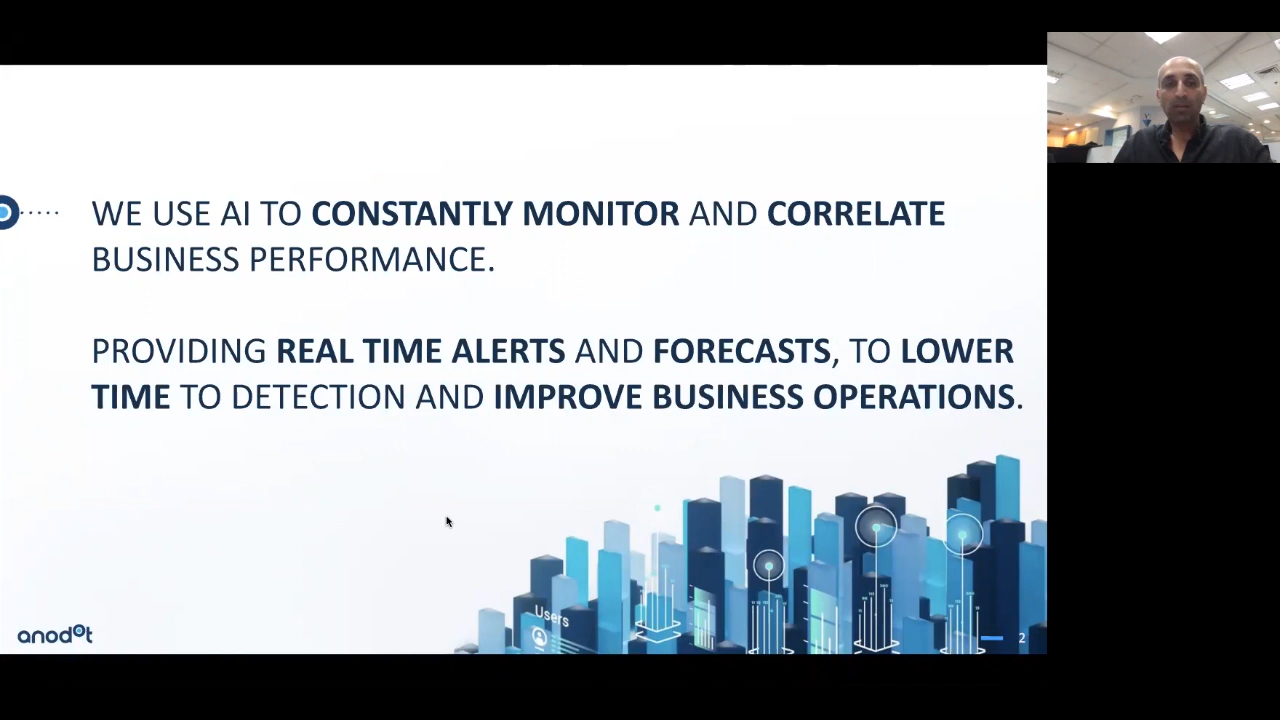 WE USE AI TO CONSTANTLY MONITOR AND CORRELATE
BUSINESS PERFORMANCE.
PROVIDING REAL TIME ALERTS AND FORECASTS, TO LOWER
TIME TO DETECTION AND IMPROVE BUSINESS OPERATIONS.
Users
anodot
2